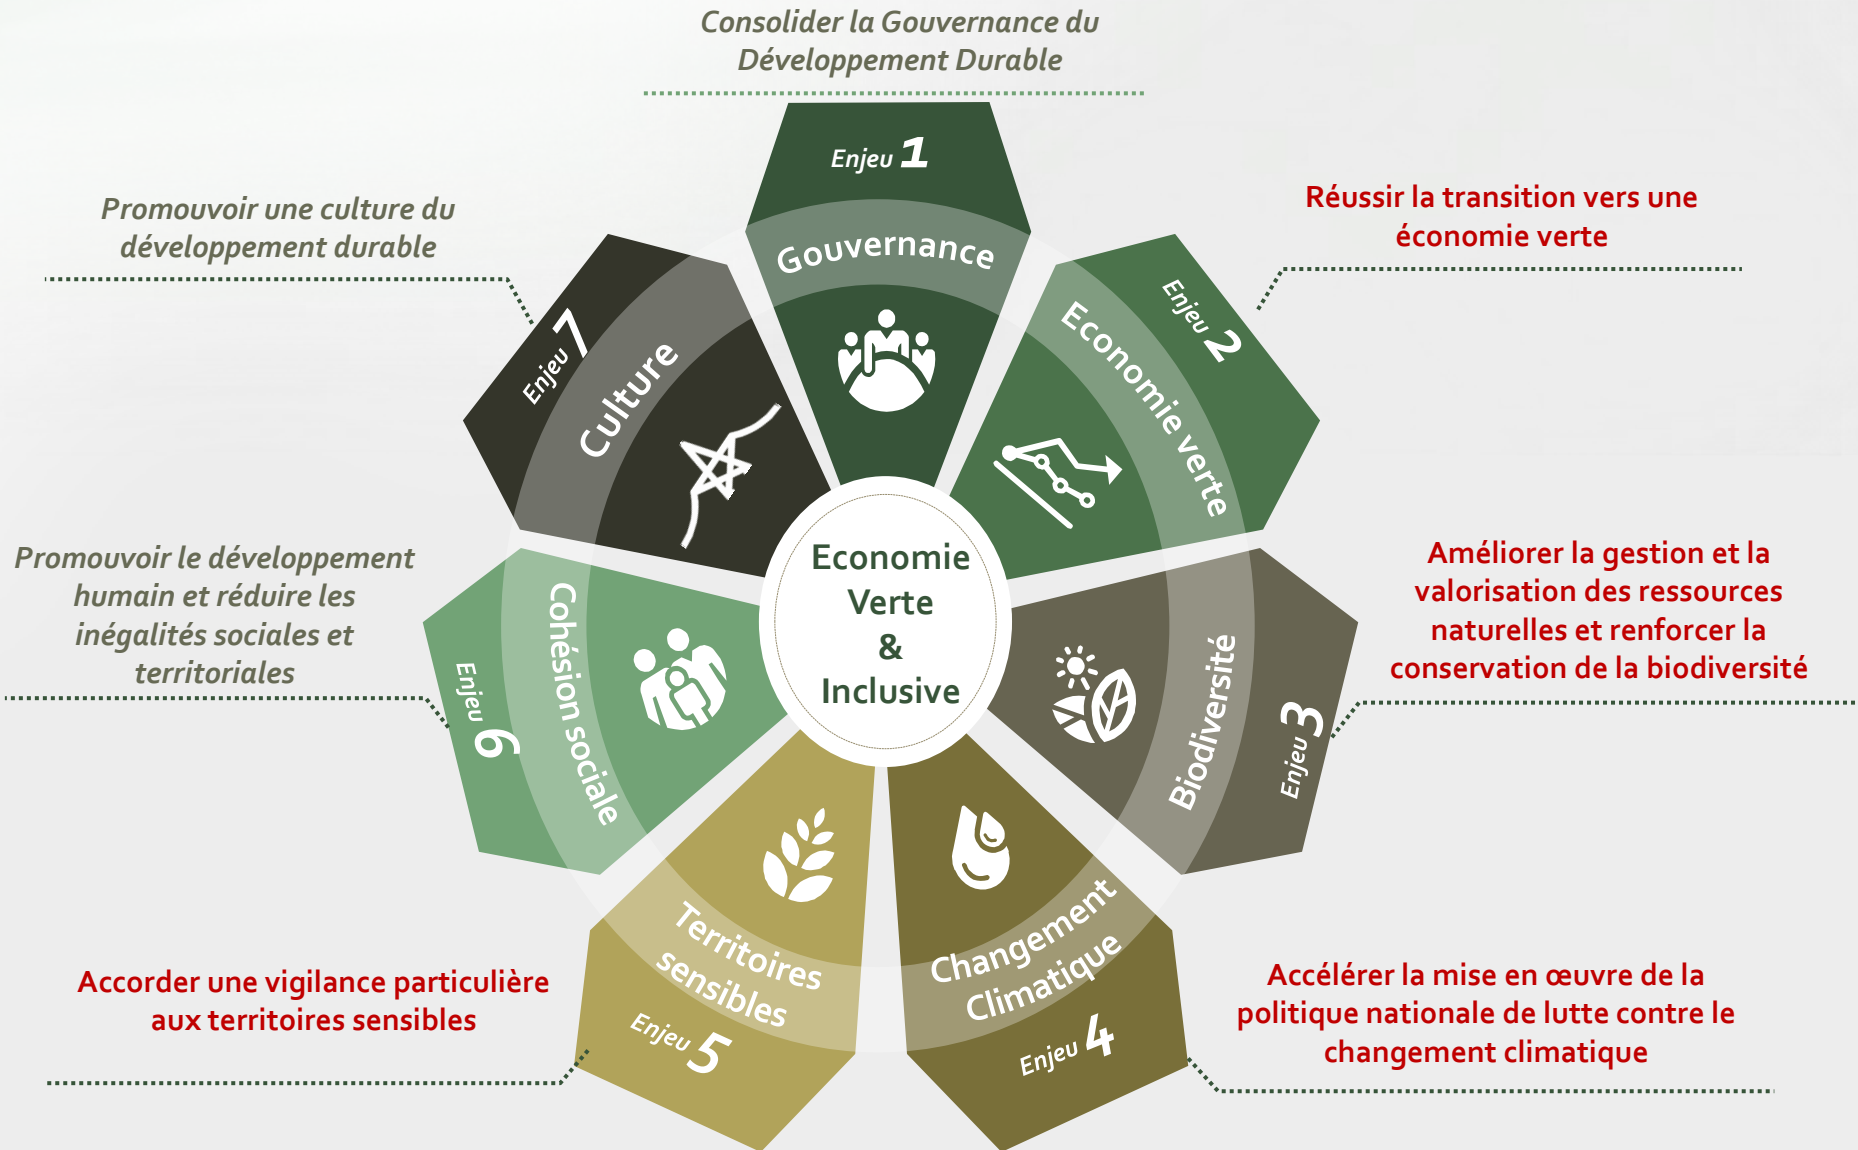 Consolider la Gouvernance du
Développement Durable
Enjeu 1
Gouvernance
Réussir la transition vers une
économie verte
Enjeu 2
Economie verte
Améliorer la gestion et la
valorisation des ressources
naturelles et renforcer la
conservation de la biodiversité
Enjeu 3
Biodiversité
Accélérer la mise en œuvre de la
politique nationale de lutte contre le
changement climatique
Enjeu 4
Changement
Climatique
Accorder une vigilance particulière
aux territoires sensibles
Enjeu 5
Territoires
sensibles
Promouvoir le développement
humain et réduire les
inégalités sociales et
territoriales
Enjeu 6
Cohésion sociale
Promouvoir une culture du
développement durable
Enjeu 7
Culture
Economie
Verte
&
Inclusive